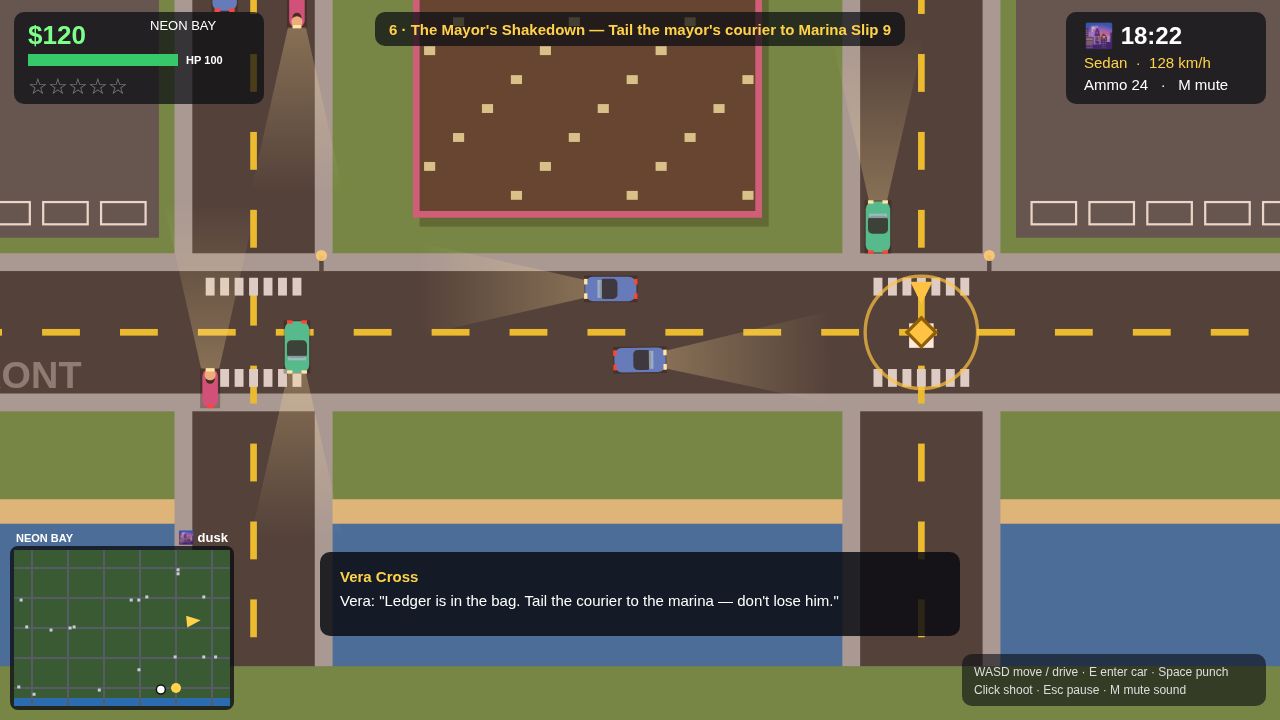 $120
NEON BAY
HP 100
☆☆☆☆☆
6 · The Mayor's Shakedown — Tail the mayor's courier to Marina Slip 9
18:22
Sedan · 128 km/h
Ammo 24 · M mute
ONT
NEON BAY
dusk
Vera Cross
Vera: "Ledger is in the bag. Tail the courier to the marina — don't lose him."
WASD move / drive · E enter car · Space punch
Click shoot · Esc pause · M mute sound